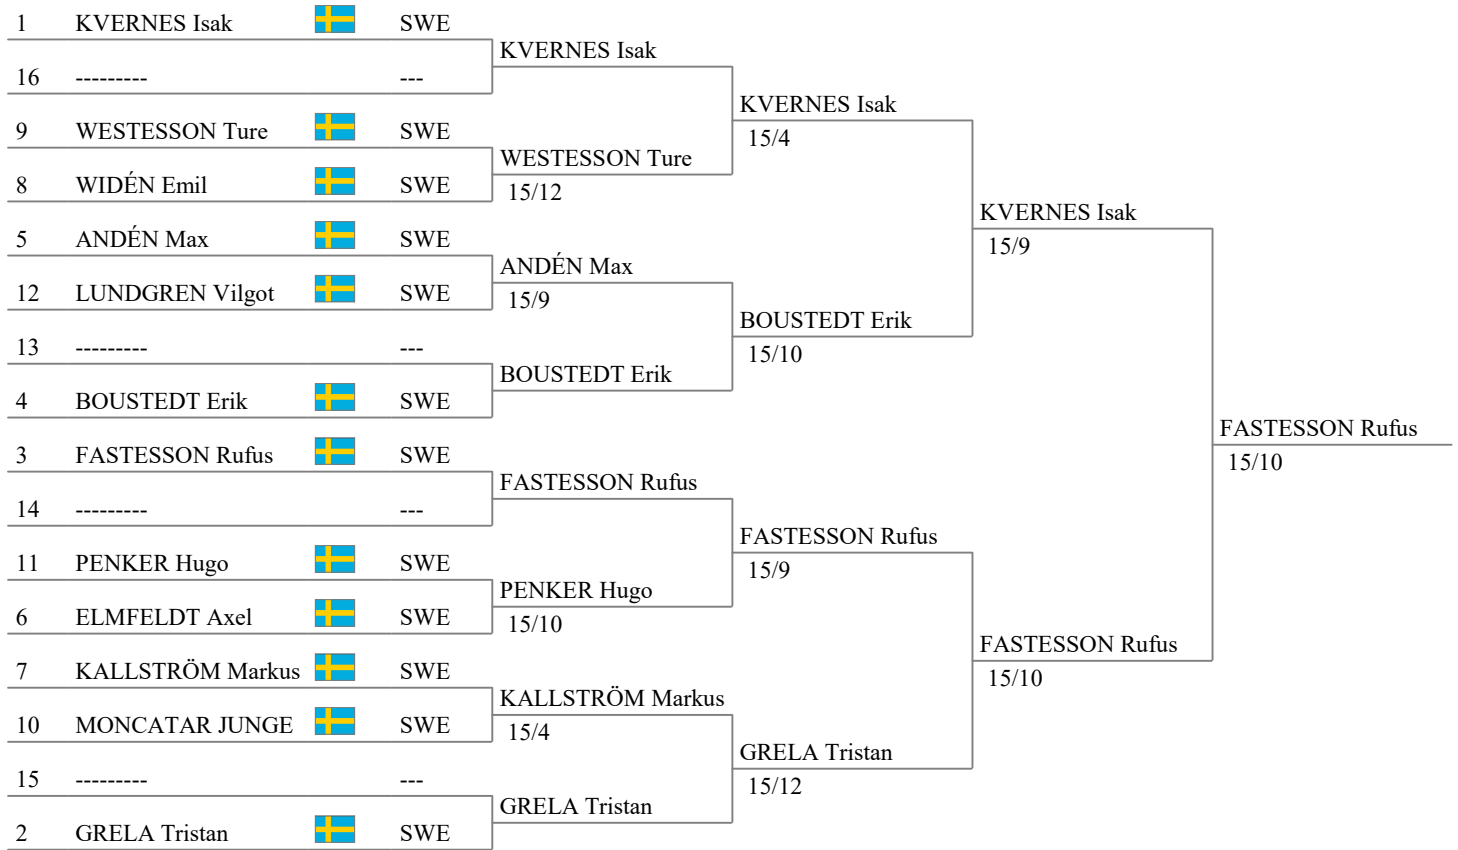 1 KVERNES Isak SWE
KVERNES Isak
16 --------- ---
KVERNES Isak
15/4
9 WESTESSON Ture SWE
WESTESSON Ture
15/12
8 WIDÉN Emil SWE
KVERNES Isak
15/9
5 ANDÉN Max SWE
ANDÉN Max
15/9
12 LUNDGREN Vilgot SWE
BOUSTEDT Erik
15/10
13 --------- ---
BOUSTEDT Erik
4 BOUSTEDT Erik SWE
FASTESSON Rufus
15/10
3 FASTESSON Rufus SWE
FASTESSON Rufus
14 --------- ---
FASTESSON Rufus
15/9
11 PENKER Hugo SWE
PENKER Hugo
15/10
6 ELMFELDT Axel SWE
FASTESSON Rufus
15/10
7 KALLSTRÖM Markus SWE
KALLSTRÖM Markus
15/4
10 MONCATAR JUNGE SWE
GRELA Tristan
15/12
15 --------- ---
GRELA Tristan
2 GRELA Tristan SWE